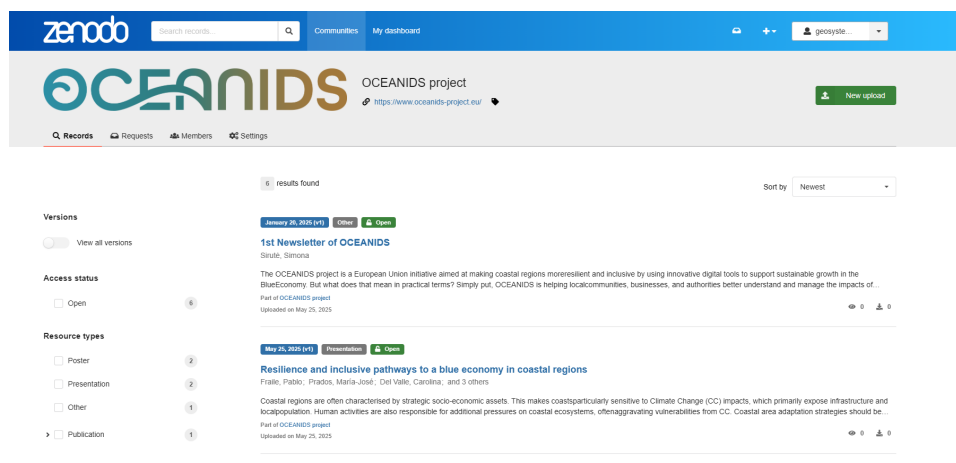 zenodo
Search records...
Communities
My dashboard
geosyste...
OCEANIDS
OCEANIDS project
https://www.oceanids-project.eu/
New upload
Records
Requests
Members
Settings
6 results found
Sort by
Newest
Versions
View all versions
Access status
Open
6
Resource types
Poster
2
Presentation
2
Other
1
Publication
1
January 20, 2025 (v1)
Other
Open
1st Newsletter of OCEANIDS
Sirutė, Simona
The OCEANIDS project is a European Union initiative aimed at making coastal regions moreresilient and inclusive by using innovative digital tools to support sustainable growth in the
BlueEconomy. But what does that mean in practical terms? Simply put, OCEANIDS is helping localcommunities, businesses, and authorities better understand and manage the impacts of...
Part of OCEANIDS project
Uploaded on May 25, 2025
0
0
May 25, 2025 (v1)
Presentation
Open
Resilience and inclusive pathways to a blue economy in coastal regions
Fraile, Pablo; Prados, María-José; Del Valle, Carolina; and 3 others
Coastal regions are often characterised by strategic socio-economic assets. This makes coastsparticularly sensitive to Climate Change (CC) impacts, which primarily expose infrastructure and
localpopulation. Human activities are also responsible for additional pressures on coastal ecosystems, oftenaggravating vulnerabilities from CC. Coastal area adaptation strategies should be...
Part of OCEANIDS project
Uploaded on May 25, 2025
0
0